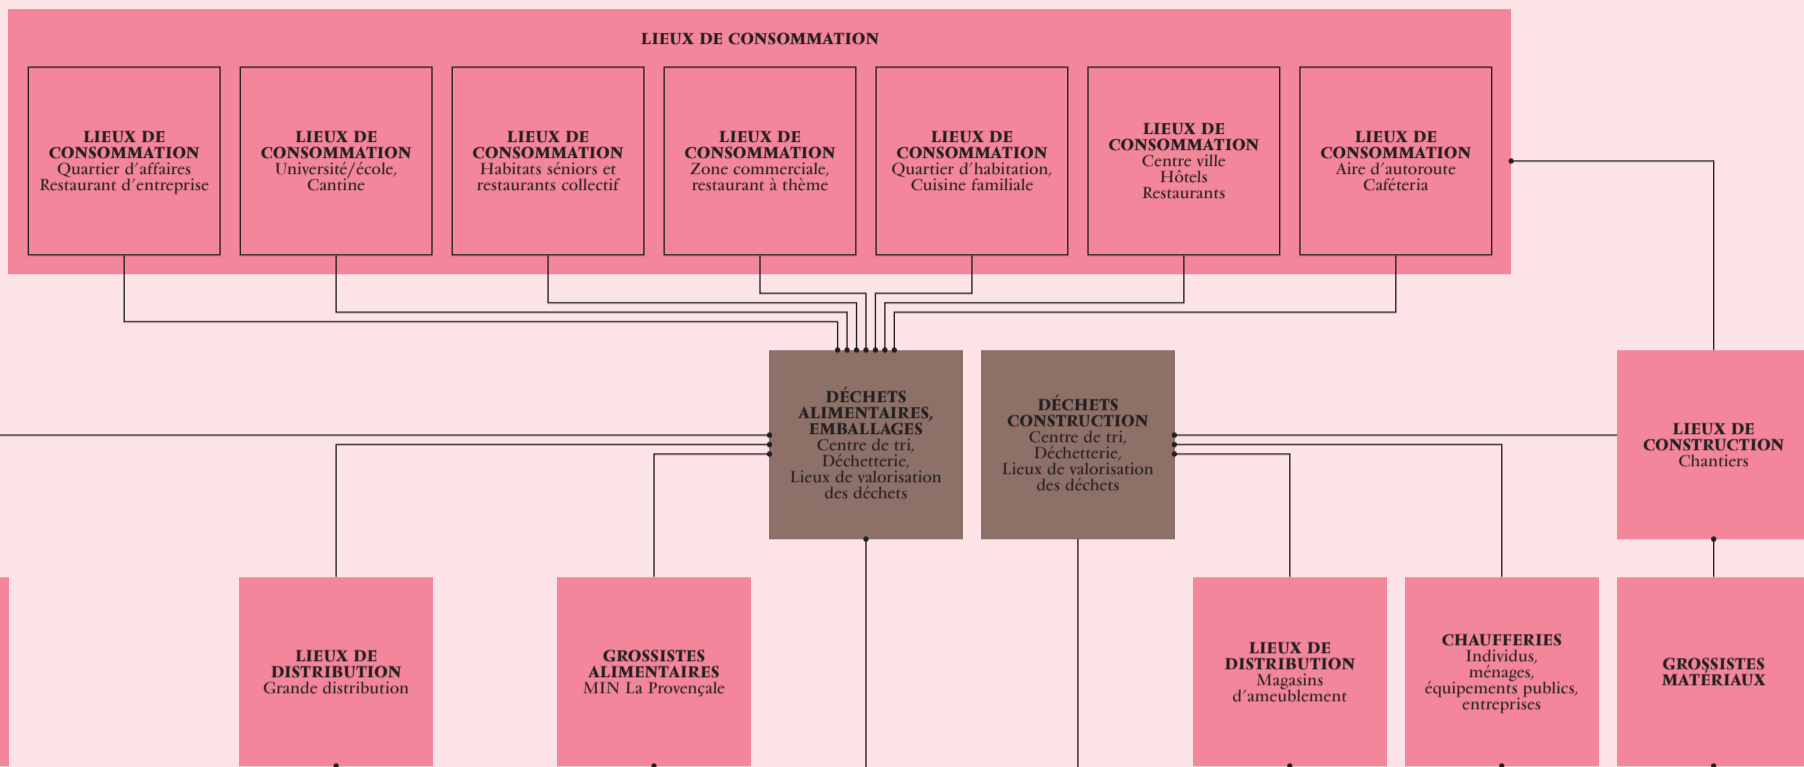 LIEUX DE CONSOMMATION
LIEUX DE
CONSOMMATION
Quartier d'affaires
Restaurant d'entreprise
LIEUX DE
CONSOMMATION
Université/école,
Cantine
LIEUX DE
CONSOMMATION
Habitats séniors et
restaurants collectif
LIEUX DE
CONSOMMATION
Zone commerciale,
restaurant à thème
LIEUX DE
CONSOMMATION
Quartier d'habitation,
Cuisine familiale
LIEUX DE
CONSOMMATION
Centre ville
Hôtels
Restaurants
LIEUX DE
CONSOMMATION
Aire d'autoroute
Caféteria
DÉCHETS
ALIMENTAIRES,
EMBALLAGES
Centre de tri,
Déchetterie,
Lieux de valorisation
des déchets
DÉCHETS
CONSTRUCTION
Centre de tri,
Déchetterie,
Lieux de valorisation
des déchets
LIEUX DE
CONSTRUCTION
Chantiers
LIEUX DE
DISTRIBUTION
Grande distribution
GROSSISTES
ALIMENTAIRES
MIN La Provençale
LIEUX DE
DISTRIBUTION
Magasins
d'ameublement
CHAUFFERIES
Individus,
ménages,
équipements publics,
entreprises
GROSSISTES
MATÉRIAUX